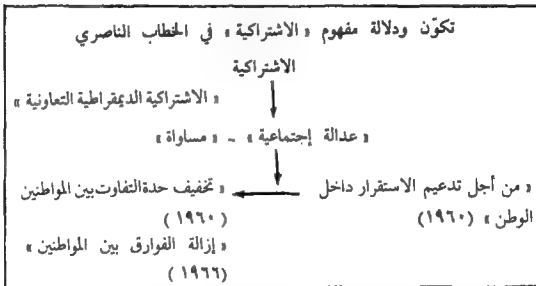 تكوّن ودلالة مفهوم « الاشتراكية » في الخطاب الناصري
الاشتراكية
« الاشتراكية الديمقراطية التعاونية »
« عدالة إجتماعية » - « مساواة »
« من أجل تدعيم الاستقرار داخل
الوطن » (١٩٦٠)
« تخفيف حدة التفاوت بين المواطنين
(١٩٦٠)
« إزالة الفوارق بين المواطنين »
(١٩٦٦)